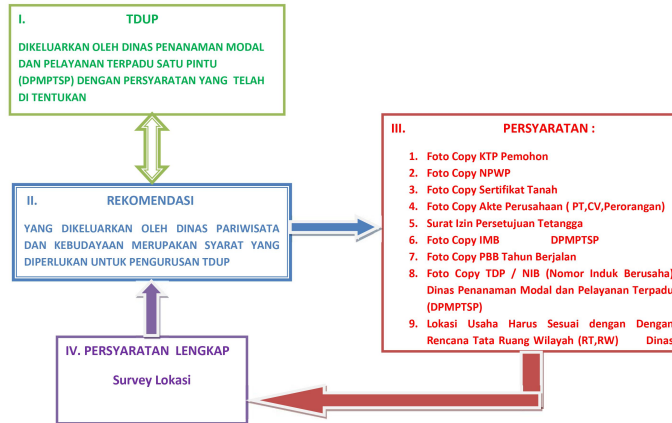 I. TDUP
DIKELUARKAN OLEH DINAS PENANAMAN MODAL
DAN PELAYANAN TERPADU SATU PINTU
(DPMPTSP) DENGAN PERSYARATAN YANG TELAH
DI TENTUKAN
II. REKOMENDASI
YANG DIKELUARKAN OLEH DINAS PARIWISATA
DAN KEBUDAYAAN MERUPAKAN SYARAT YANG
DIPERLUKAN UNTUK PENGURUSAN TDUP
III. PERSYARATAN :
1. Foto Copy KTP Pemohon
2. Foto Copy NPWP
3. Foto Copy Sertifikat Tanah
4. Foto Copy Akte Perusahaan ( PT,CV,Perorangan)
5. Surat Izin Persetujuan Tetangga
6. Foto Copy IMB DPMPTSP
7. Foto Copy PBB Tahun Berjalan
8. Foto Copy TDP / NIB (Nomor Induk Berusaha)
Dinas Penanaman Modal dan Pelayanan Terpadu
(DPMPTSP)
9. Lokasi Usaha Harus Sesuai dengan Dengan
Rencana Tata Ruang Wilayah (RT,RW) Dinas
IV. PERSYARATAN LENGKAP
Survey Lokasi